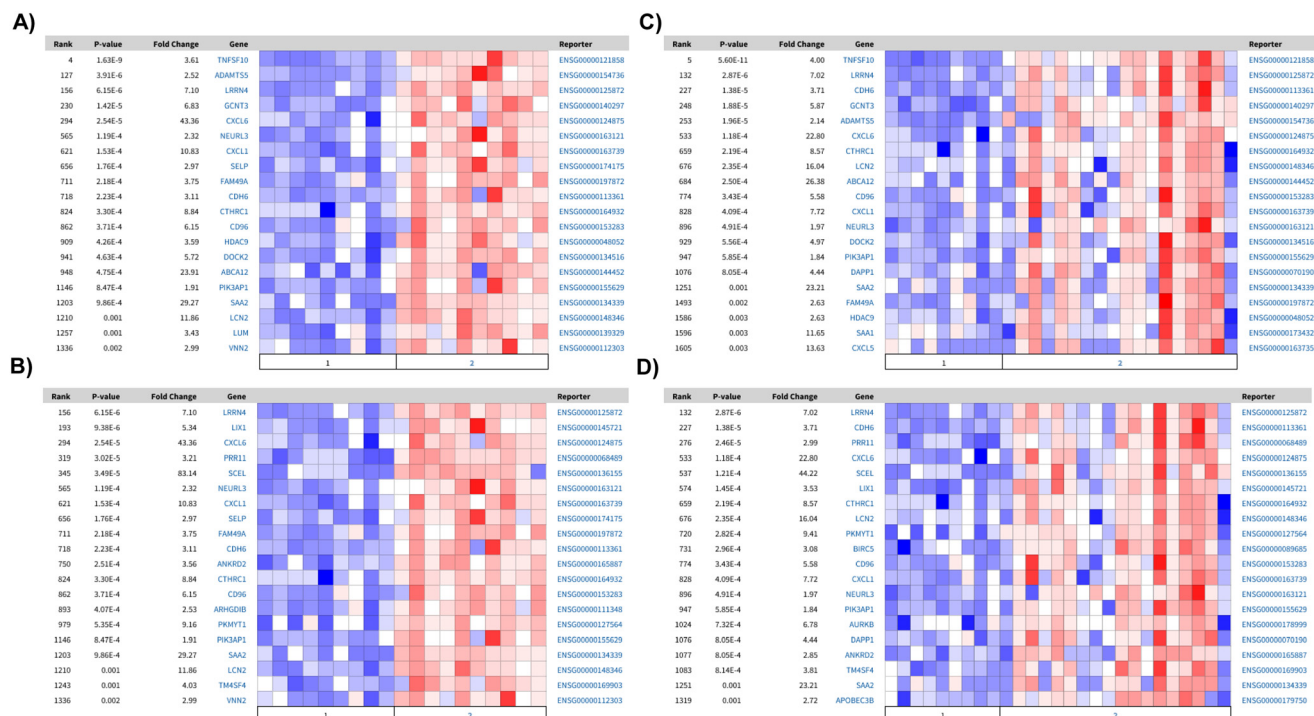 A)
Rank P-value Fold Change Gene Reporter
4 1.63E-9 3.61 TNFSF10 ENSG00000121858
127 3.91E-6 2.52 ADAMTS5 ENSG00000154736
156 6.15E-6 7.10 LRRN4 ENSG00000125872
230 1.42E-5 6.83 GCNT3 ENSG00000140297
294 2.54E-5 43.36 CXCL6 ENSG00000124875
565 1.19E-4 2.32 NEURL3 ENSG00000163121
621 1.53E-4 10.83 CXCL1 ENSG00000163739
656 1.76E-4 2.97 SELP ENSG00000174175
711 2.18E-4 3.75 FAM49A ENSG00000197872
718 2.23E-4 3.11 CDH6 ENSG00000113361
824 3.30E-4 8.84 CTHRC1 ENSG00000164932
862 3.71E-4 6.15 CD96 ENSG00000153283
909 4.26E-4 3.59 HDAC9 ENSG00000048052
941 4.63E-4 5.72 DOCK2 ENSG00000134516
948 4.75E-4 23.91 ABCA12 ENSG00000144452
1146 8.47E-4 1.91 PIK3AP1 ENSG00000155629
1203 9.86E-4 29.27 SAA2 ENSG00000134339
1210 0.001 11.86 LCN2 ENSG00000148346
1257 0.001 3.43 LUM ENSG00000139329
1336 0.002 2.99 VNN2 ENSG00000112303
1 2
B)
Rank P-value Fold Change Gene Reporter
156 6.15E-6 7.10 LRRN4 ENSG00000125872
193 9.38E-6 5.34 LIX1 ENSG00000145721
294 2.54E-5 43.36 CXCL6 ENSG00000124875
319 3.02E-5 3.21 PRR11 ENSG00000068489
345 3.49E-5 83.14 SCEL ENSG00000136155
565 1.19E-4 2.32 NEURL3 ENSG00000163121
621 1.53E-4 10.83 CXCL1 ENSG00000163739
656 1.76E-4 2.97 SELP ENSG00000174175
711 2.18E-4 3.75 FAM49A ENSG00000197872
718 2.23E-4 3.11 CDH6 ENSG00000113361
750 2.51E-4 3.56 ANKRD2 ENSG00000165887
824 3.30E-4 8.84 CTHRC1 ENSG00000164932
862 3.71E-4 6.15 CD96 ENSG00000153283
893 4.07E-4 2.53 ARHGDIB ENSG00000111348
979 5.35E-4 9.16 PKMYT1 ENSG00000127564
1146 8.47E-4 1.91 PIK3AP1 ENSG00000155629
1203 9.86E-4 29.27 SAA2 ENSG00000134339
1210 0.001 11.86 LCN2 ENSG00000148346
1243 0.001 4.03 TM4SF4 ENSG00000169903
1336 0.002 2.99 VNN2 ENSG00000112303
1 2
C)
Rank P-value Fold Change Gene Reporter
5 5.60E-11 4.00 TNFSF10 ENSG00000121858
132 2.87E-6 7.02 LRRN4 ENSG00000125872
227 1.38E-5 3.71 CDH6 ENSG00000113361
248 1.88E-5 5.87 GCNT3 ENSG00000140297
253 1.96E-5 2.14 ADAMTS5 ENSG00000154736
533 1.18E-4 22.80 CXCL6 ENSG00000124875
659 2.19E-4 8.57 CTHRC1 ENSG00000164932
676 2.35E-4 16.04 LCN2 ENSG00000148346
684 2.50E-4 26.38 ABCA12 ENSG00000144452
774 3.43E-4 5.58 CD96 ENSG00000153283
828 4.09E-4 7.72 CXCL1 ENSG00000163739
896 4.91E-4 1.97 NEURL3 ENSG00000163121
929 5.56E-4 4.97 DOCK2 ENSG00000134516
947 5.85E-4 1.84 PIK3AP1 ENSG00000155629
1076 8.05E-4 4.44 DAPP1 ENSG00000070190
1251 0.001 23.21 SAA2 ENSG00000134339
1493 0.002 2.63 FAM49A ENSG00000197872
1586 0.003 2.63 HDAC9 ENSG00000048052
1596 0.003 11.65 SAA1 ENSG00000173432
1605 0.003 13.63 CXCL5 ENSG00000163735
1 2
D)
Rank P-value Fold Change Gene Reporter
132 2.87E-6 7.02 LRRN4 ENSG00000125872
227 1.38E-5 3.71 CDH6 ENSG00000113361
276 2.46E-5 2.99 PRR11 ENSG00000068489
533 1.18E-4 22.80 CXCL6 ENSG00000124875
537 1.21E-4 44.22 SCEL ENSG00000136155
574 1.45E-4 3.53 LIX1 ENSG00000145721
659 2.19E-4 8.57 CTHRC1 ENSG00000164932
676 2.35E-4 16.04 LCN2 ENSG00000148346
720 2.82E-4 9.41 PKMYT1 ENSG00000127564
731 2.96E-4 3.08 BIRC5 ENSG00000089685
774 3.43E-4 5.58 CD96 ENSG00000153283
828 4.09E-4 7.72 CXCL1 ENSG00000163739
896 4.91E-4 1.97 NEURL3 ENSG00000163121
947 5.85E-4 1.84 PIK3AP1 ENSG00000155629
1024 7.32E-4 6.78 AURKB ENSG00000178999
1076 8.05E-4 4.44 DAPP1 ENSG00000070190
1077 8.05E-4 2.85 ANKRD2 ENSG00000165887
1083 8.14E-4 3.81 TM4SF4 ENSG00000169903
1251 0.001 23.21 SAA2 ENSG00000134339
1319 0.001 2.72 APOBEC3B ENSG00000179750
1 2